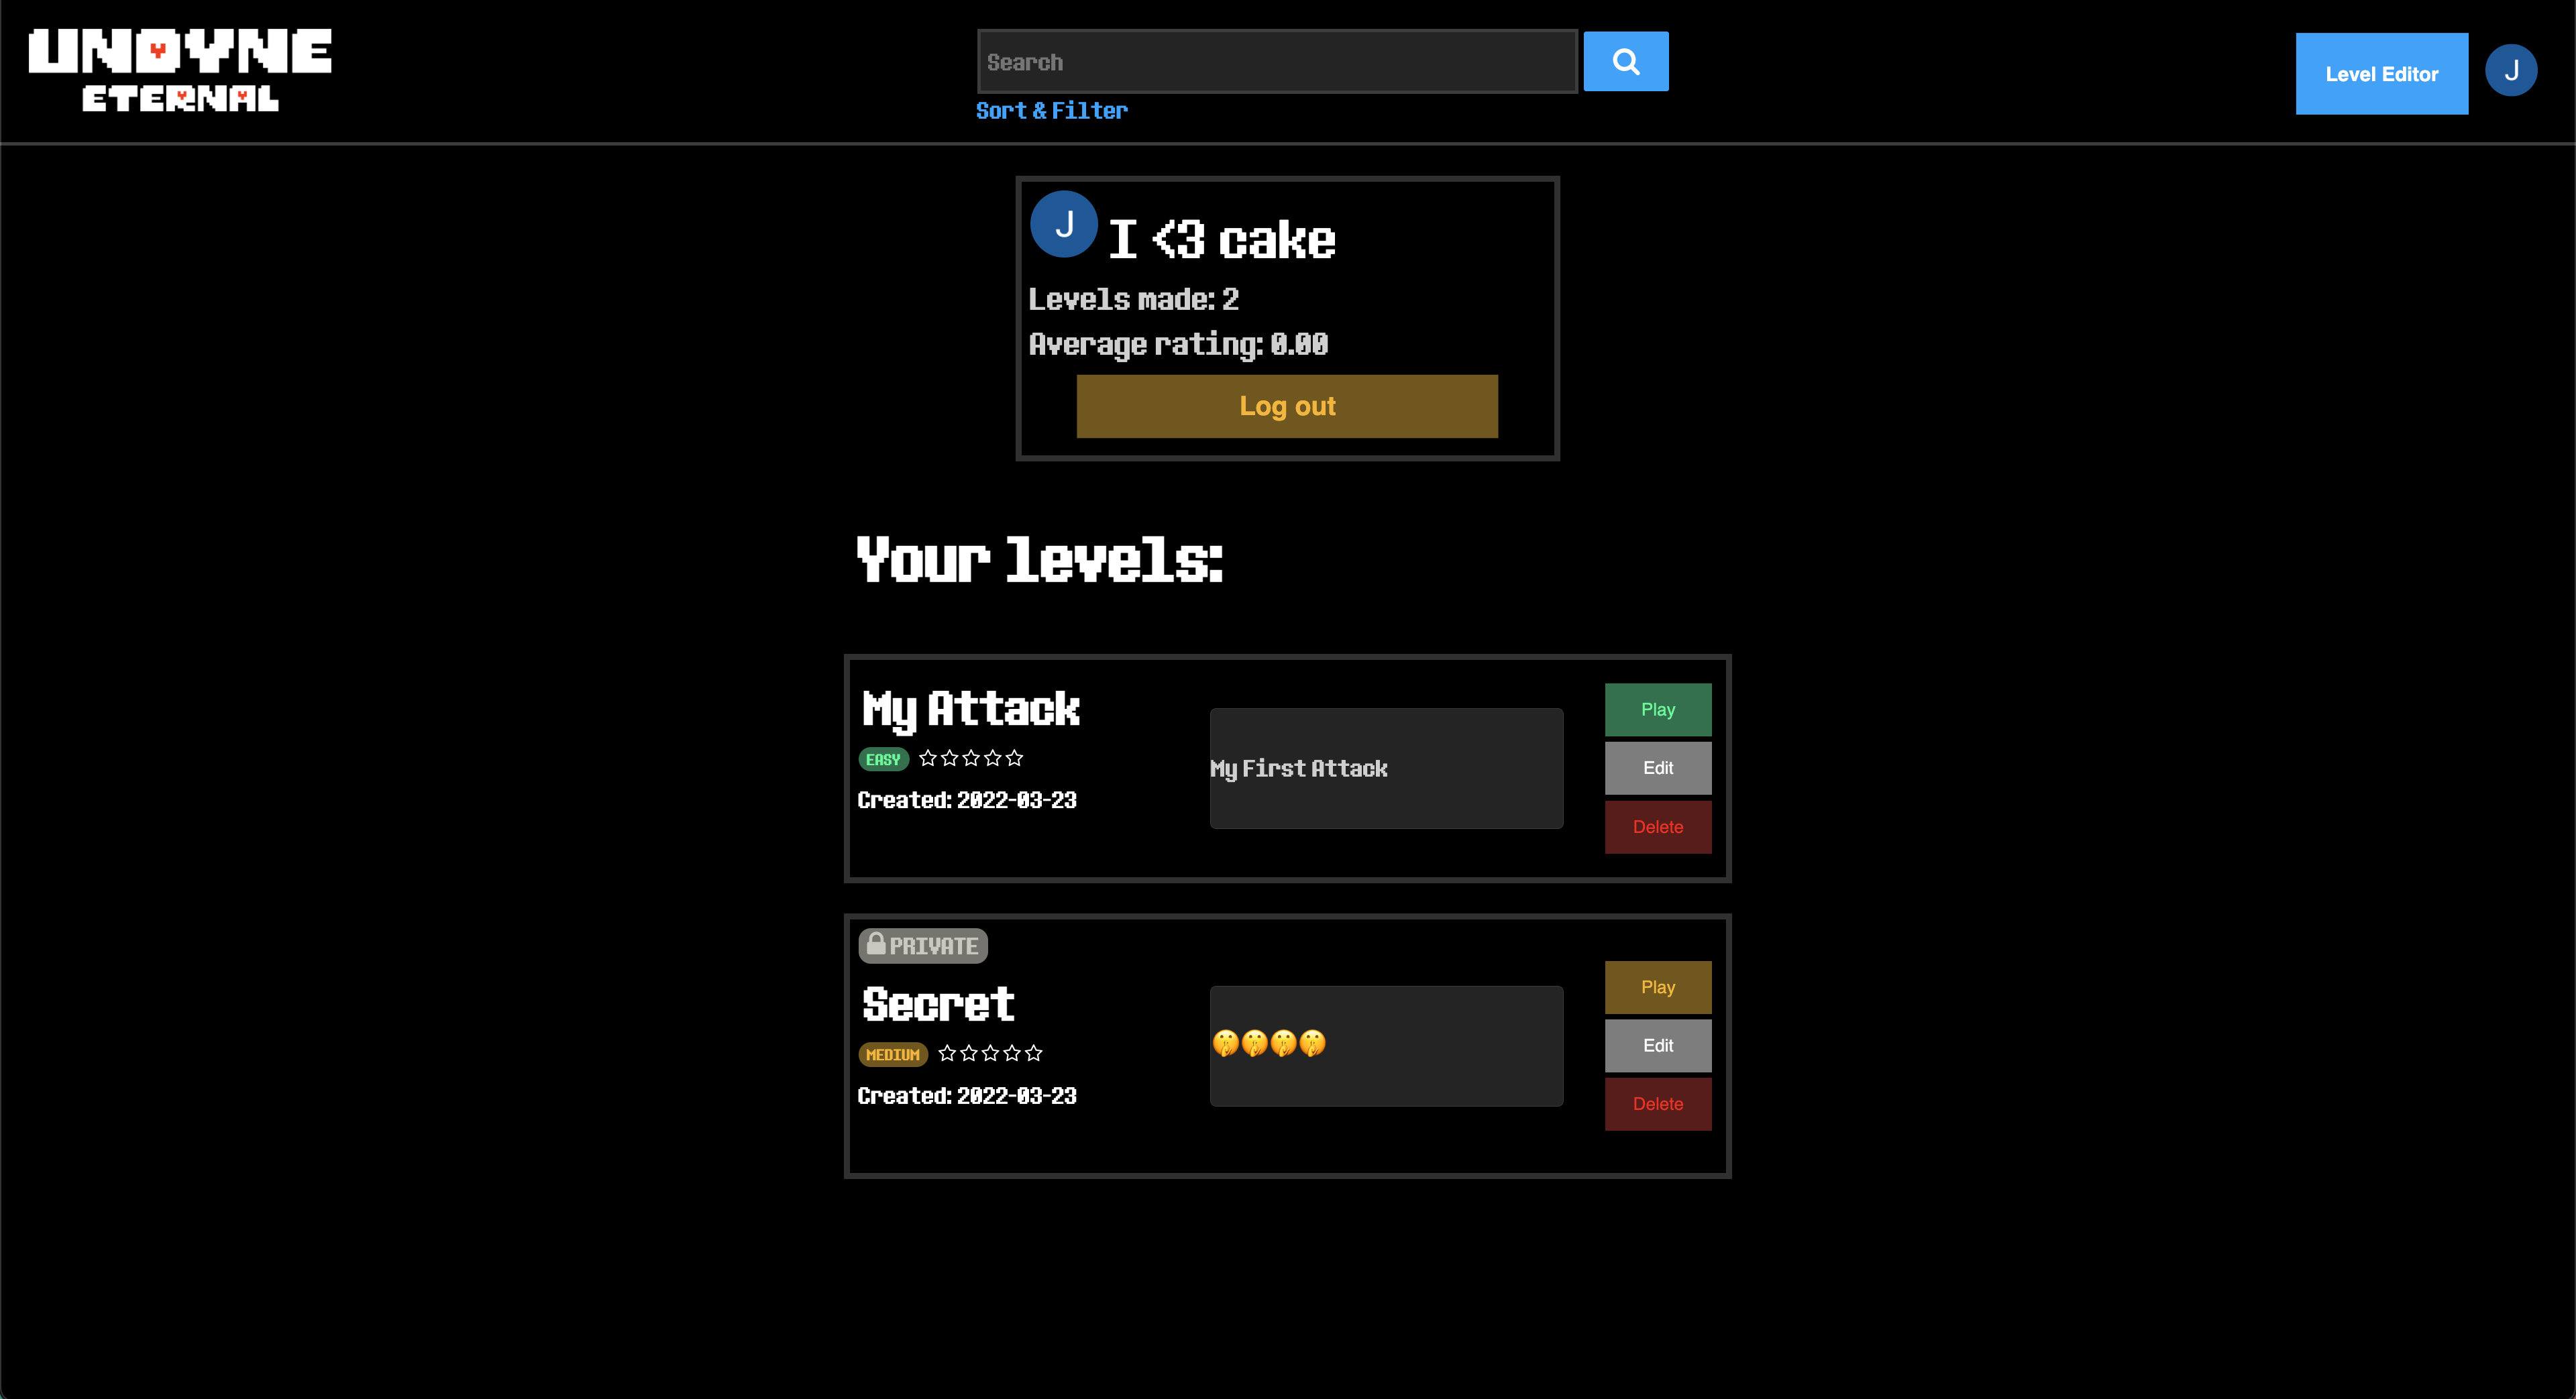 UNDYNE
ETERNAL
Search
Sort & Filter
Level Editor
J
J
I <3 cake
Levels made: 2
Average rating: 0.00
Log out
Your levels:
My Attack
EASY
Created: 2022-03-23
My First Attack
Play
Edit
Delete
PRIVATE
Secret
MEDIUM
Created: 2022-03-23
🤫🤫🤫🤫
Play
Edit
Delete